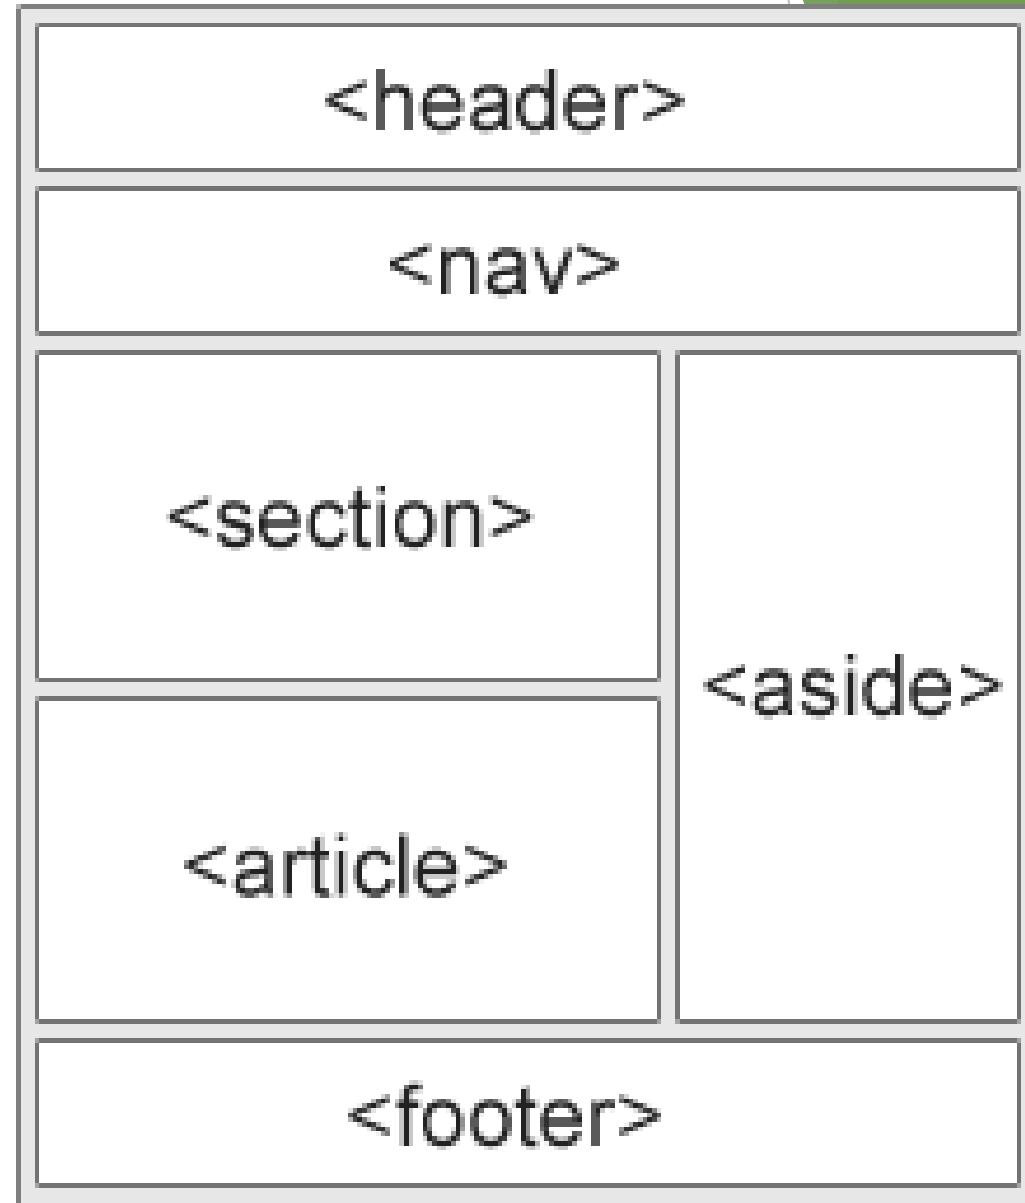 <header>
<nav>
<section>
<aside>
<article>
<footer>